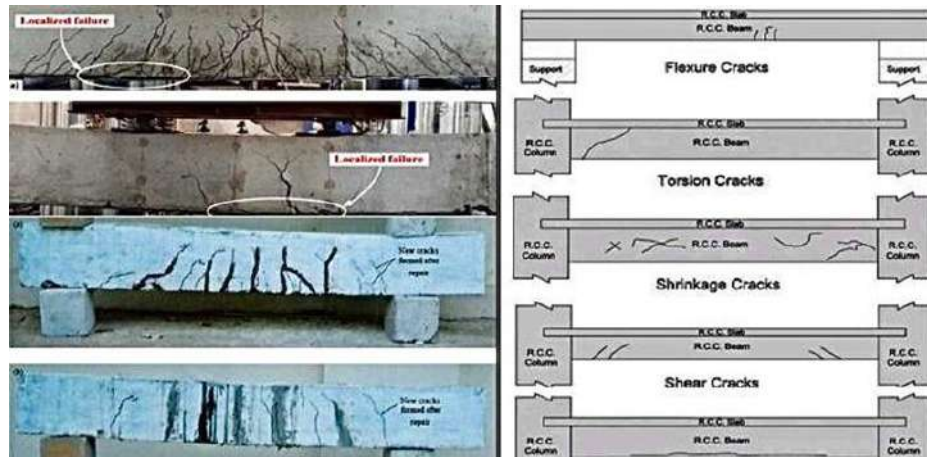 Localized failure
a)
Localized failure
New cracks
formed after
repair
New cracks
formed after
repair
R.C.C. Slab
R.C.C. Beam
Support
Support
Flexure Cracks
R.C.C. Slab
R.C.C.
Column
R.C.C. Beam
R.C.C.
Column
Torsion Cracks
R.C.C. Slab
R.C.C.
Column
R.C.C. Beam
R.C.C.
Column
Shrinkage Cracks
R.C.C. Slab
R.C.C.
Column
R.C.C. Beam
R.C.C.
Column
Shear Cracks
R.C.C. Slab
R.C.C.
Column
R.C.C. Beam
R.C.C.
Column